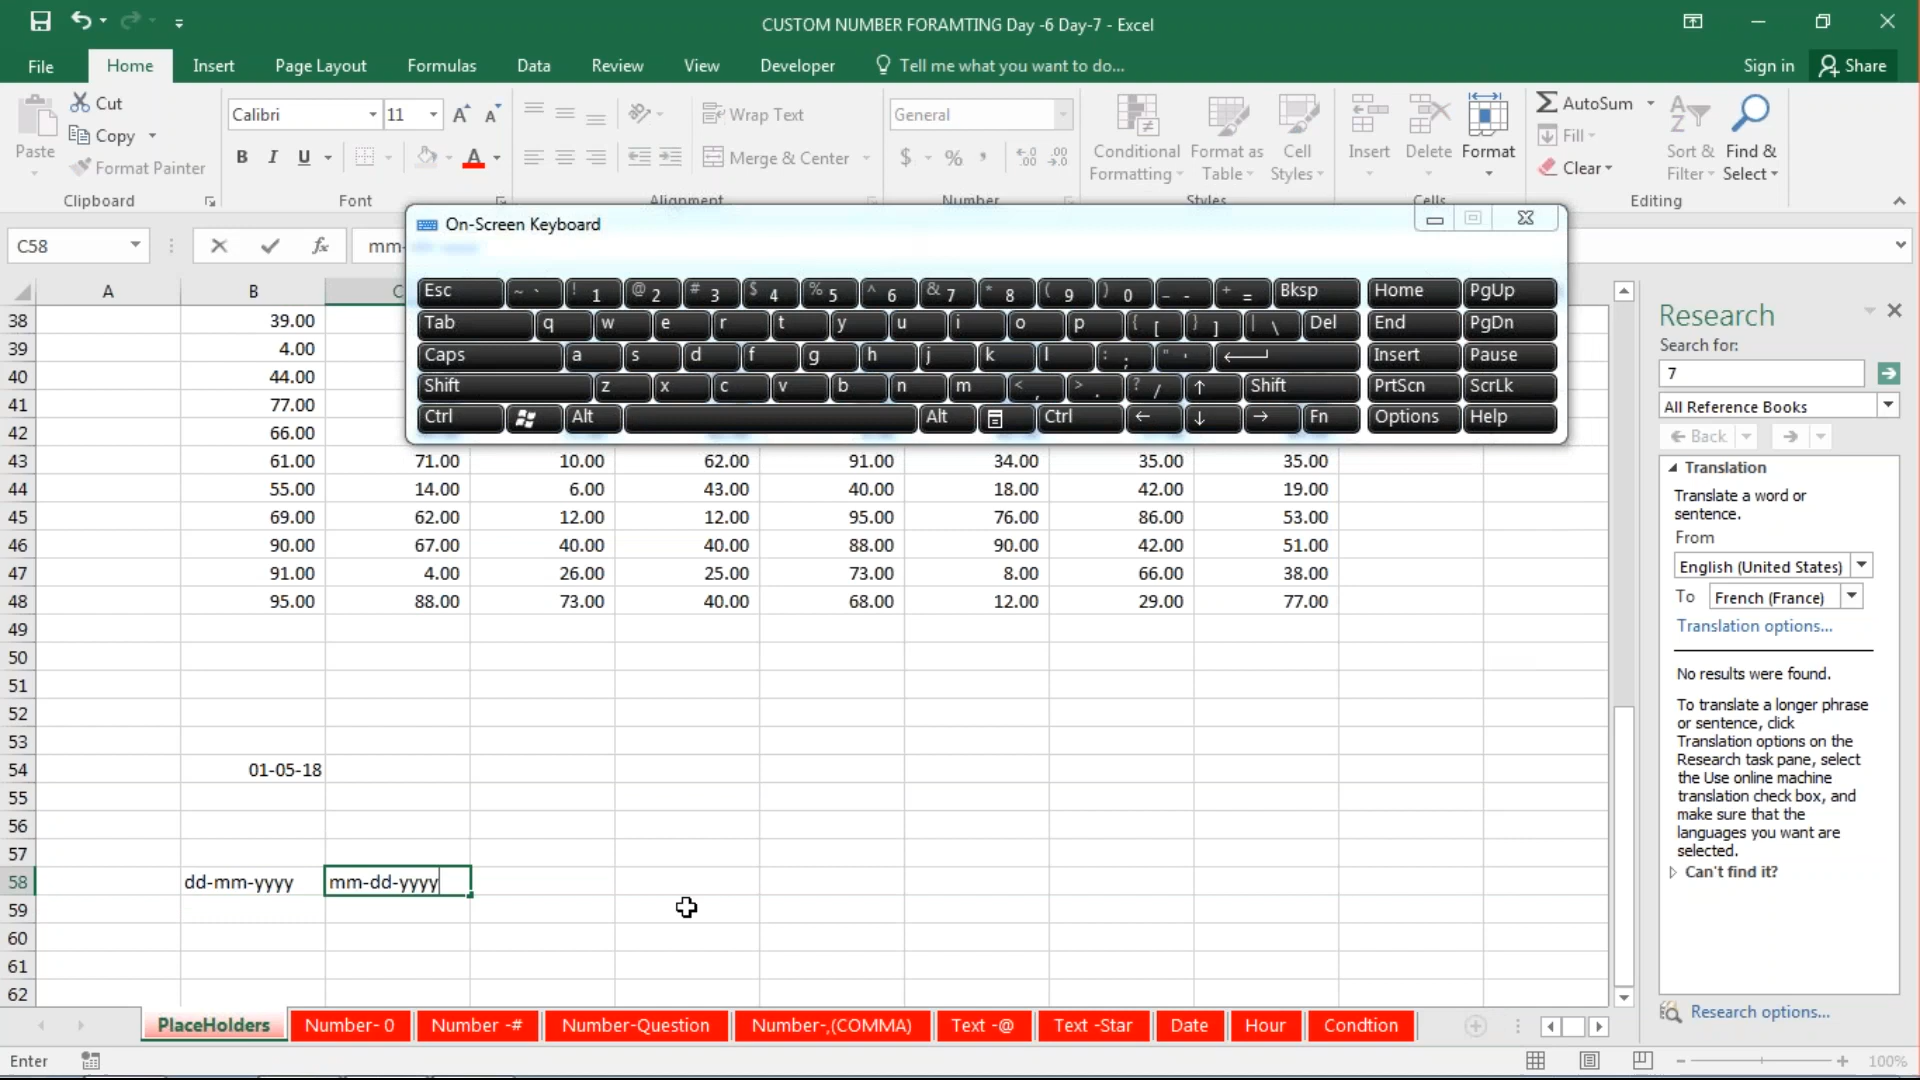 CUSTOM NUMBER FORAMTING Day -6 Day-7 - Excel
File Home Insert Page Layout Formulas Data Review View Developer Tell me what you want to do... Sign in Share
Paste Cut Copy Format Painter
Calibri 11 B I U A
Wrap Text Merge & Center
General $ % ,
Conditional Formatting Format as Table Cell Styles
Insert Delete Format
AutoSum Fill Clear Sort & Filter Find & Select
Clipboard Font Alignment Number Styles Cells Editing
C58 fx mm-
On-Screen Keyboard
Esc ~ ` ! 1 @ 2 # 3 $ 4 % 5 ^ 6 & 7 * 8 ( 9 ) 0 _ - + = Bksp Home PgUp
Tab q w e r t y u i o p { [ } ] | \ Del End PgDn
Caps a s d f g h j k l : ; " ' Insert Pause
Shift z x c v b n m < , > . ? / ↑ Shift PrtScn ScrLk
Ctrl Alt Alt Ctrl ← ↓ → Fn Options Help
A B C
38 39.00
39 4.00
40 44.00
41 77.00
42 66.00
43 61.00 71.00 10.00 62.00 91.00 34.00 35.00 35.00
44 55.00 14.00 6.00 43.00 40.00 18.00 42.00 19.00
45 69.00 62.00 12.00 12.00 95.00 76.00 86.00 53.00
46 90.00 67.00 40.00 40.00 88.00 90.00 42.00 51.00
47 91.00 4.00 26.00 25.00 73.00 8.00 66.00 38.00
48 95.00 88.00 73.00 40.00 68.00 12.00 29.00 77.00
49
50
51
52
53
54 01-05-18
55
56
57
58 dd-mm-yyyy mm-dd-yyyy
59
60
61
62
Research
Search for:
7
All Reference Books
Back
Translation
Translate a word or
sentence.
From
English (United States)
To French (France)
Translation options...
No results were found.
To translate a longer phrase
or sentence, click
Translation options on the
Research task pane, select
the Use online machine
translation check box, and
make sure that the
languages you want are
selected.
Can't find it?
Research options...
PlaceHolders Number- 0 Number -# Number-Question Number-,(COMMA) Text -@ Text -Star Date Hour Condtion
Enter 100%